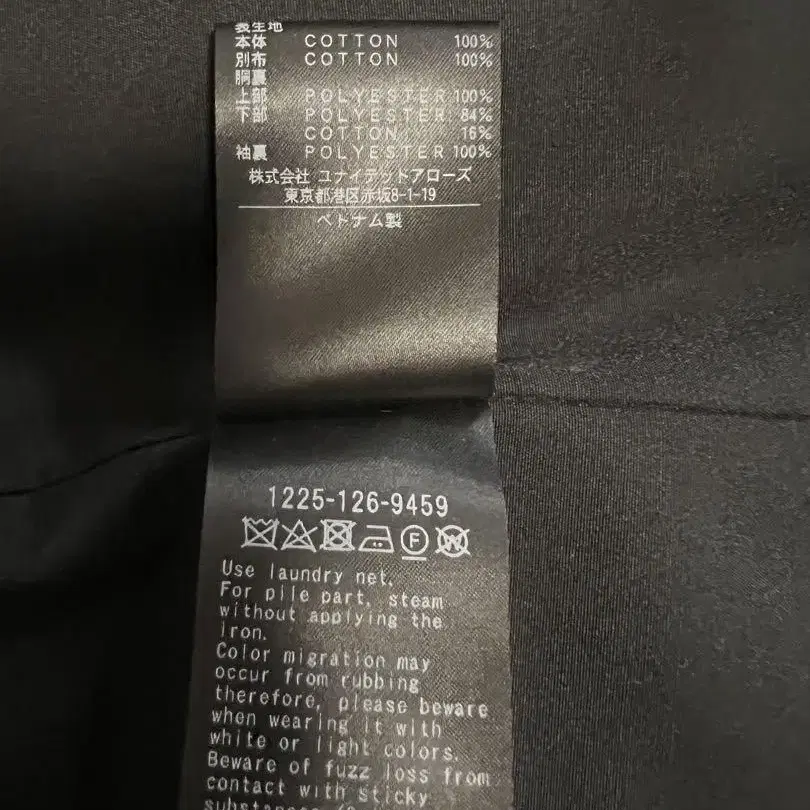 表生地
本体 COTTON 100%
別布 COTTON 100%
胴裏
上部 POLYESTER 100%
下部 POLYESTER 84%
COTTON 16%
袖裏 POLYESTER 100%
株式会社 ユナイテッドアローズ
東京都港区赤坂8-1-19
ベトナム製
1225-126-9459
F W
Use laundry net.
For pile part, steam
without applying the
iron.
Color migration may
occur from rubbing
therefore, please beware
when wearing it with
white or light colors.
Beware of fuzz loss from
contact with sticky